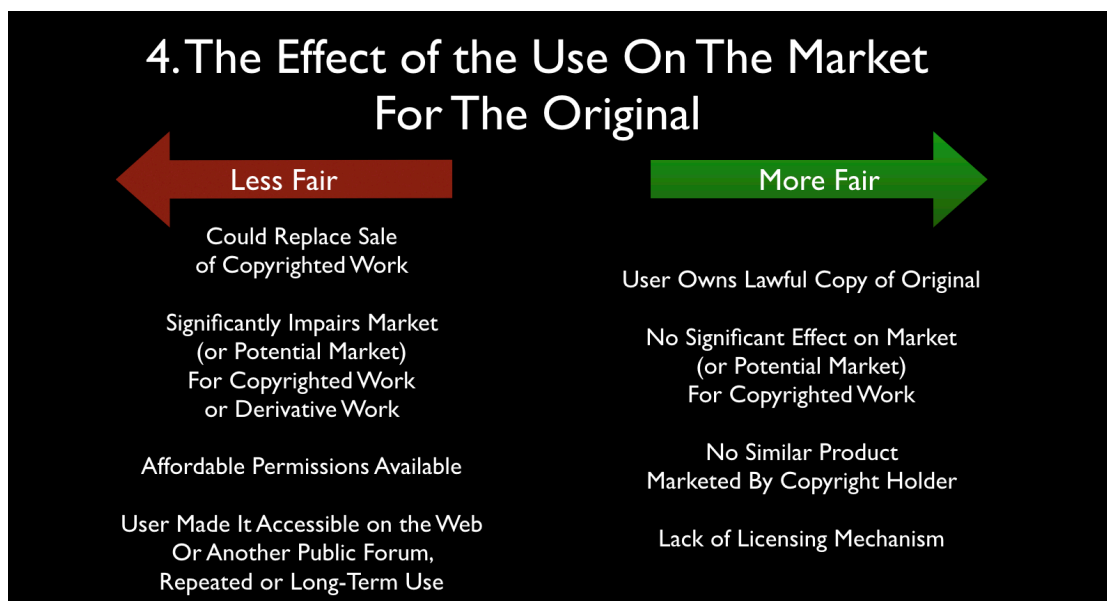 4. The Effect of the Use On The Market
For The Original
Less Fair
Could Replace Sale
of Copyrighted Work
Significantly Impairs Market
(or Potential Market)
For Copyrighted Work
or Derivative Work
Affordable Permissions Available
User Made It Accessible on the Web
Or Another Public Forum,
Repeated or Long-Term Use
More Fair
User Owns Lawful Copy of Original
No Significant Effect on Market
(or Potential Market)
For Copyrighted Work
No Similar Product
Marketed By Copyright Holder
Lack of Licensing Mechanism